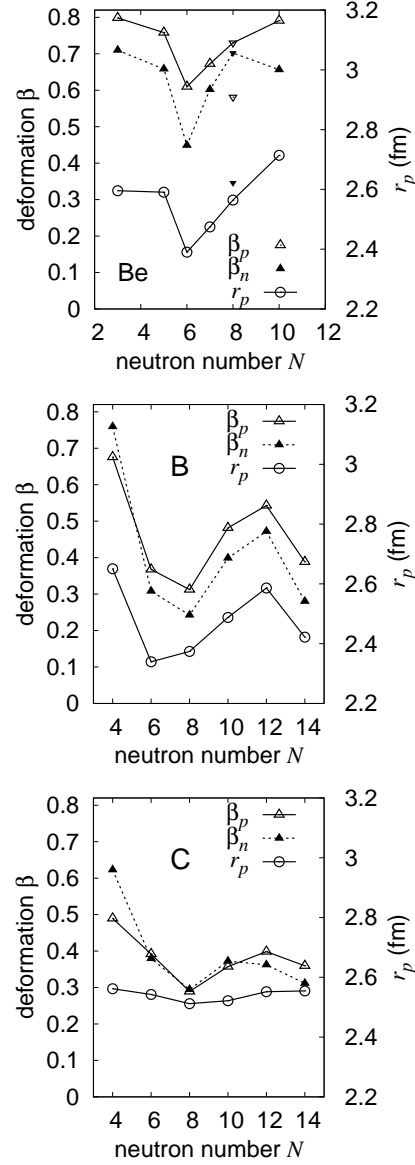 0.8
0.7
0.6
0.5
0.4
0.3
0.2
0.1
0
deformation β
3.2
3
2.8
2.6
2.4
2.2
r_p (fm)
β_p
β_n
r_p
Be
2 4 6 8 10 12
neutron number N
0.8
0.7
0.6
0.5
0.4
0.3
0.2
0.1
0
deformation β
3.2
3
2.8
2.6
2.4
2.2
r_p (fm)
β_p
β_n
r_p
B
4 6 8 10 12 14
neutron number N
0.8
0.7
0.6
0.5
0.4
0.3
0.2
0.1
0
deformation β
3.2
3
2.8
2.6
2.4
2.2
r_p (fm)
β_p
β_n
r_p
C
4 6 8 10 12 14
neutron number N